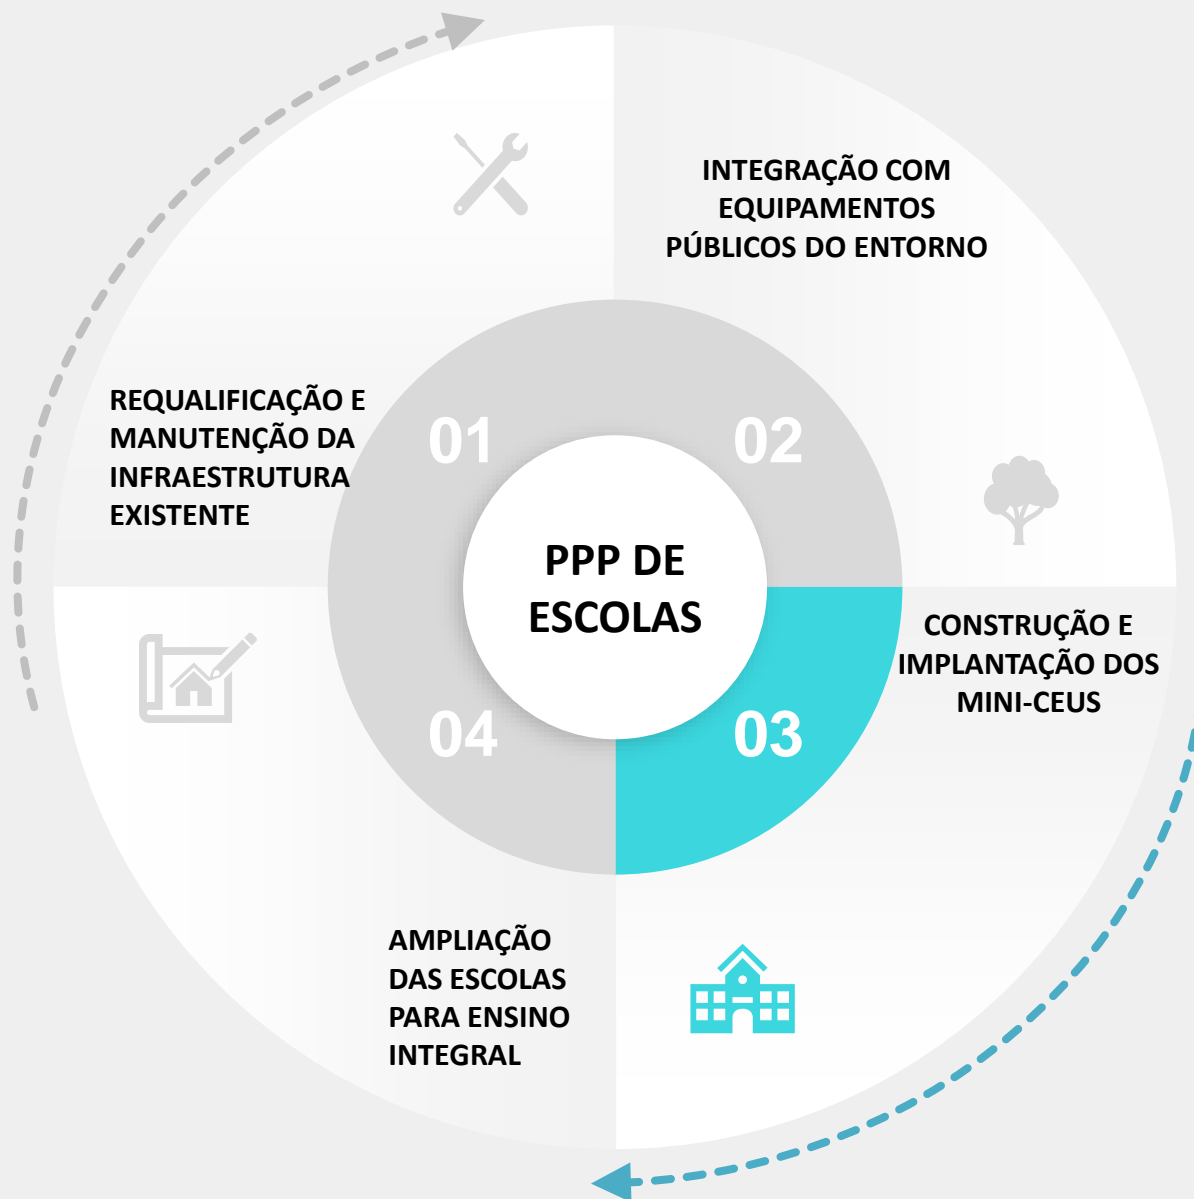 INTEGRAÇÃO COM
EQUIPAMENTOS
PÚBLICOS DO ENTORNO
REQUALIFICAÇÃO E
MANUTENÇÃO DA
INFRAESTRUTURA
EXISTENTE
01
02
PPP DE
ESCOLAS
CONSTRUÇÃO E
IMPLANTAÇÃO DOS
MINI-CEUS
04
03
AMPLIAÇÃO
DAS ESCOLAS
PARA ENSINO
INTEGRAL